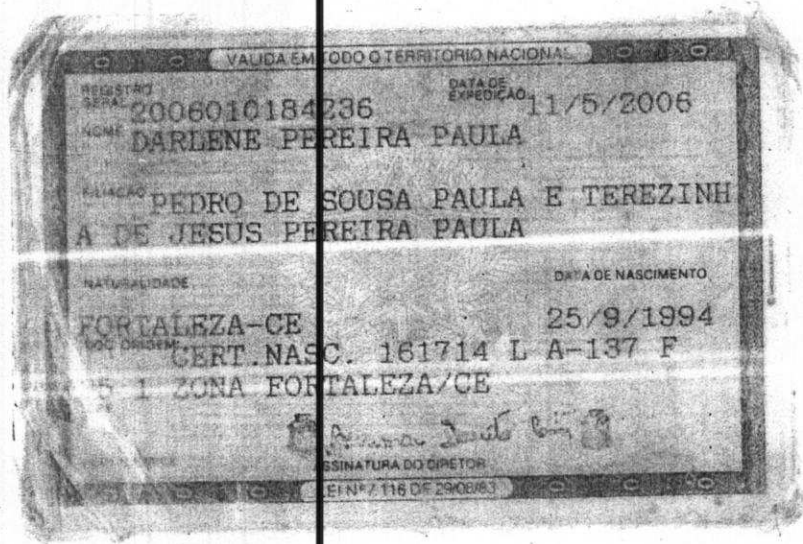 VALIDA EM TODO O TERRITORIO NACIONAL
REGISTRO GERAL 2006010184236 DATA DE EXPEDIÇÃO 11/5/2006
NOME DARLENE PEREIRA PAULA
FILIAÇÃO PEDRO DE SOUSA PAULA E TEREZINH
A DE JESUS PEREIRA PAULA
NATURALIDADE DATA DE NASCIMENTO
FORTALEZA-CE 25/9/1994
DOC ORIGEM CERT.NASC. 161714 L A-137 F
1 ZONA FORTALEZA/CE
ASSINATURA DO DIRETOR
LEI Nº 7.116 DE 29/08/83